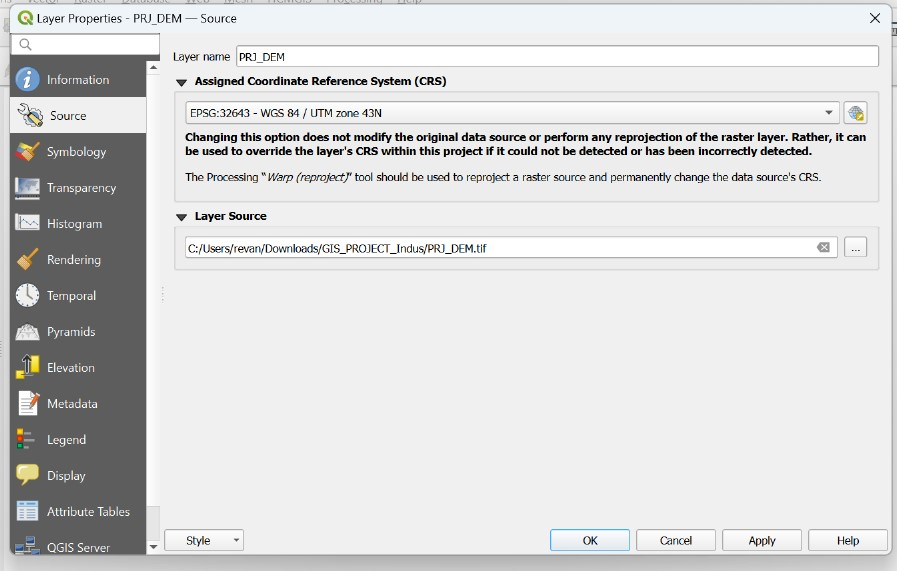 Layer Properties - PRJ_DEM — Source
Layer name PRJ_DEM
Information
Source
Symbology
Transparency
Histogram
Rendering
Temporal
Pyramids
Elevation
Metadata
Legend
Display
Attribute Tables
QGIS Server
Assigned Coordinate Reference System (CRS)
EPSG:32643 - WGS 84 / UTM zone 43N
Changing this option does not modify the original data source or perform any reprojection of the raster layer. Rather, it can
be used to override the layer's CRS within this project if it could not be detected or has been incorrectly detected.
The Processing "Warp (reproject)" tool should be used to reproject a raster source and permanently change the data source's CRS.
Layer Source
C:/Users/revan/Downloads/GIS_PROJECT_Indus/PRJ_DEM.tif
...
Style
OK
Cancel
Apply
Help